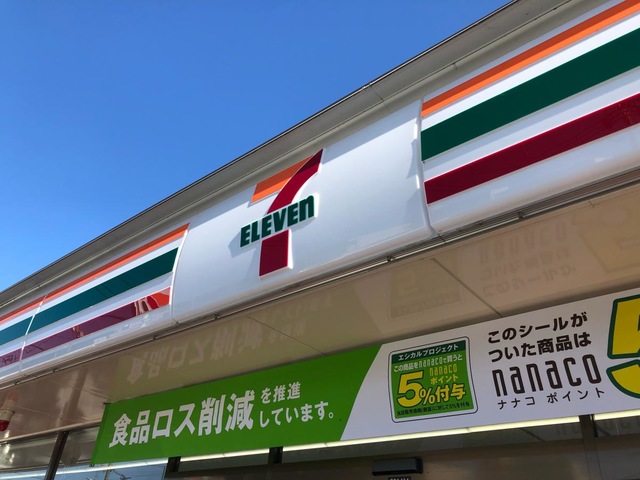 7
ELEVEn
食品ロス削減を推進しています。
エシカルプロジェクト
この商品をnanacoで買うと
nanaco
ポイント
5%付与
このシールが
ついた商品は
nanaco
ナナコ ポイント
5